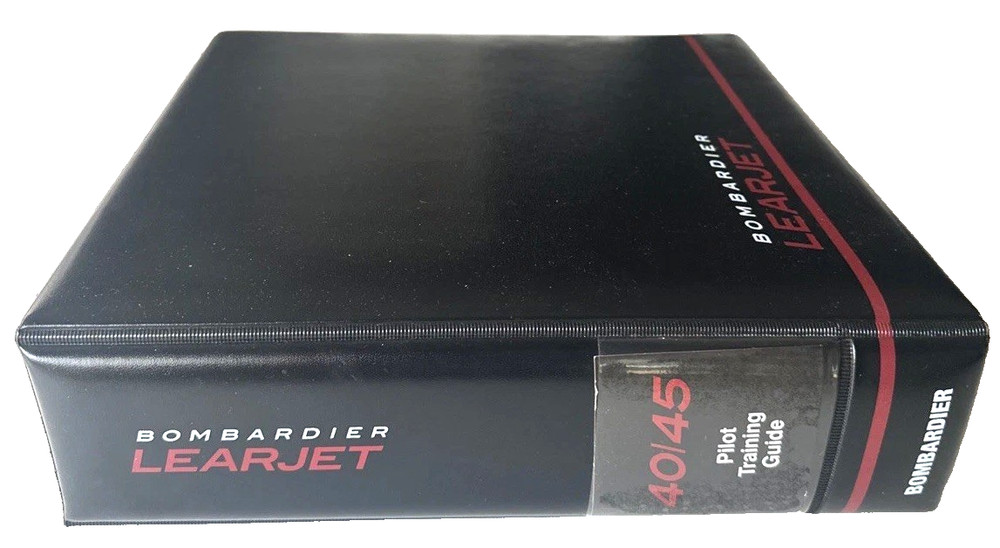 BOMBARDIER
LEARJET
BOMBARDIER
LEARJET
40/45
Pilot
Training
Guide
BOMBARDIER